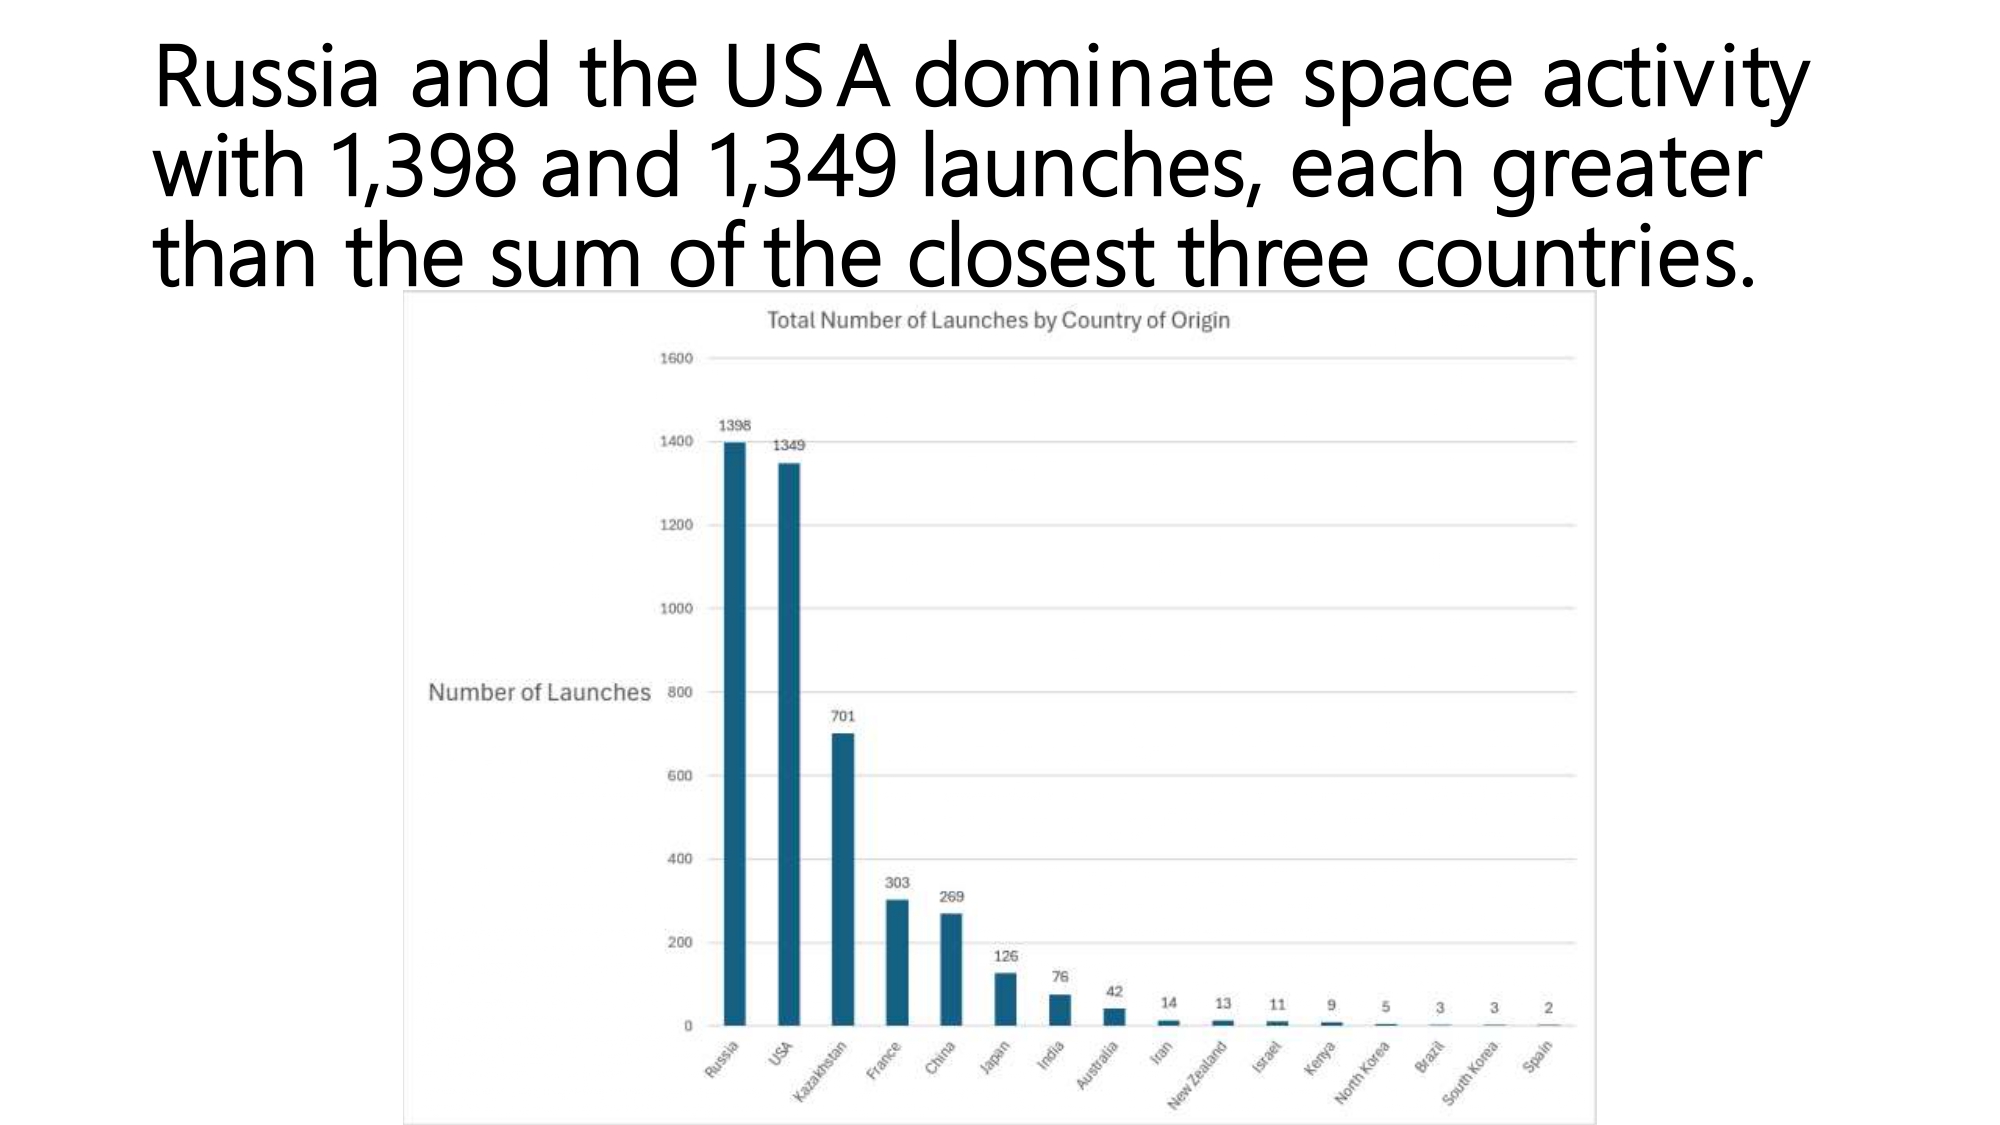 Russia and the USA dominate space activity
with 1,398 and 1,349 launches, each greater
than the sum of the closest three countries.
Total Number of Launches by Country of Origin
1600
1398
1400
1349
1200
1000
Number of Launches
800
701
600
400
303
269
200
126
76
42
14
13
11
9
5
3
3
2
0
Russia
USA
Kazakhstan
France
China
Japan
India
Australia
Iran
New Zealand
Israel
Kenya
North Korea
Brazil
South Korea
Spain